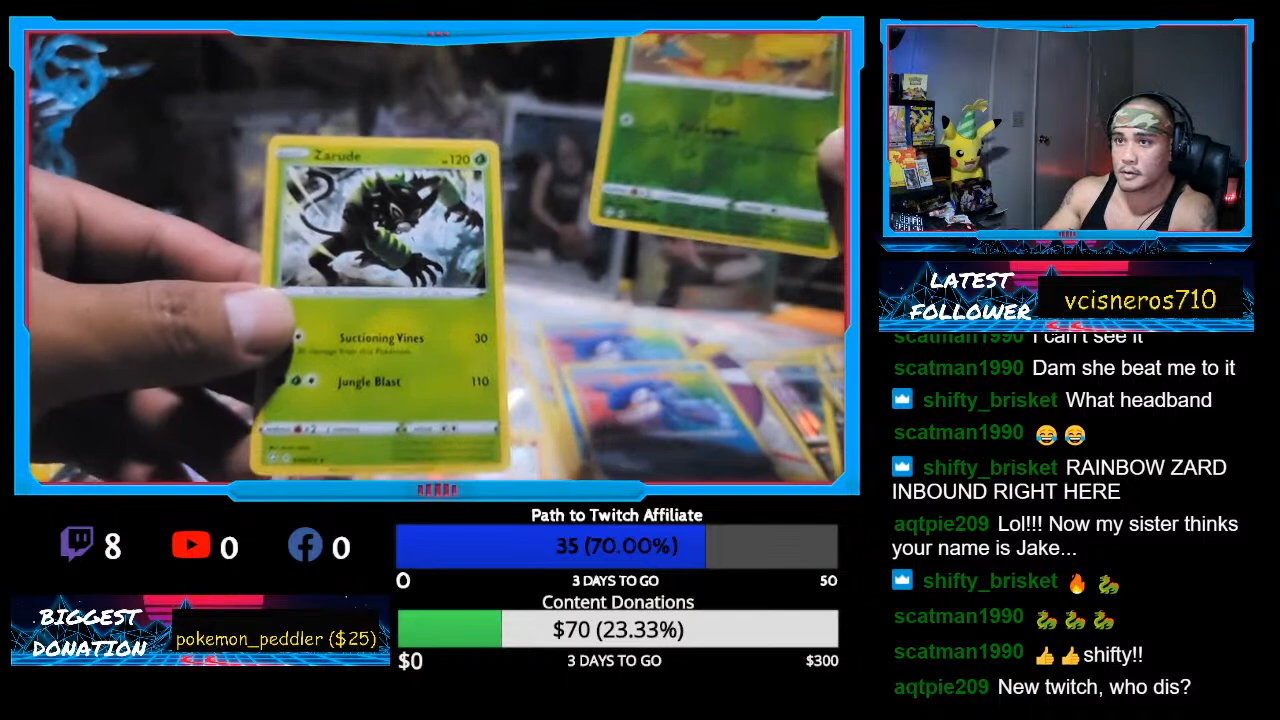 Zarude
120
Suctioning Vines 30
Jungle Blast 110
LATEST
FOLLOWER
vcisneros710
scatman1990 I can't see it
scatman1990 Dam she beat me to it
shifty_brisket What headband
scatman1990 😂 😂
shifty_brisket RAINBOW ZARD
INBOUND RIGHT HERE
aqtpie209 Lol!!! Now my sister thinks
your name is Jake...
shifty_brisket 🔥 🐉
scatman1990 🐉 🐉 🐉
scatman1990 👍 👍 shifty!!
aqtpie209 New twitch, who dis?
8
0
0
BIGGEST
DONATION
pokemon_peddler ($25)
Path to Twitch Affiliate
35 (70.00%)
0 3 DAYS TO GO 50
Content Donations
$70 (23.33%)
$0 3 DAYS TO GO $300